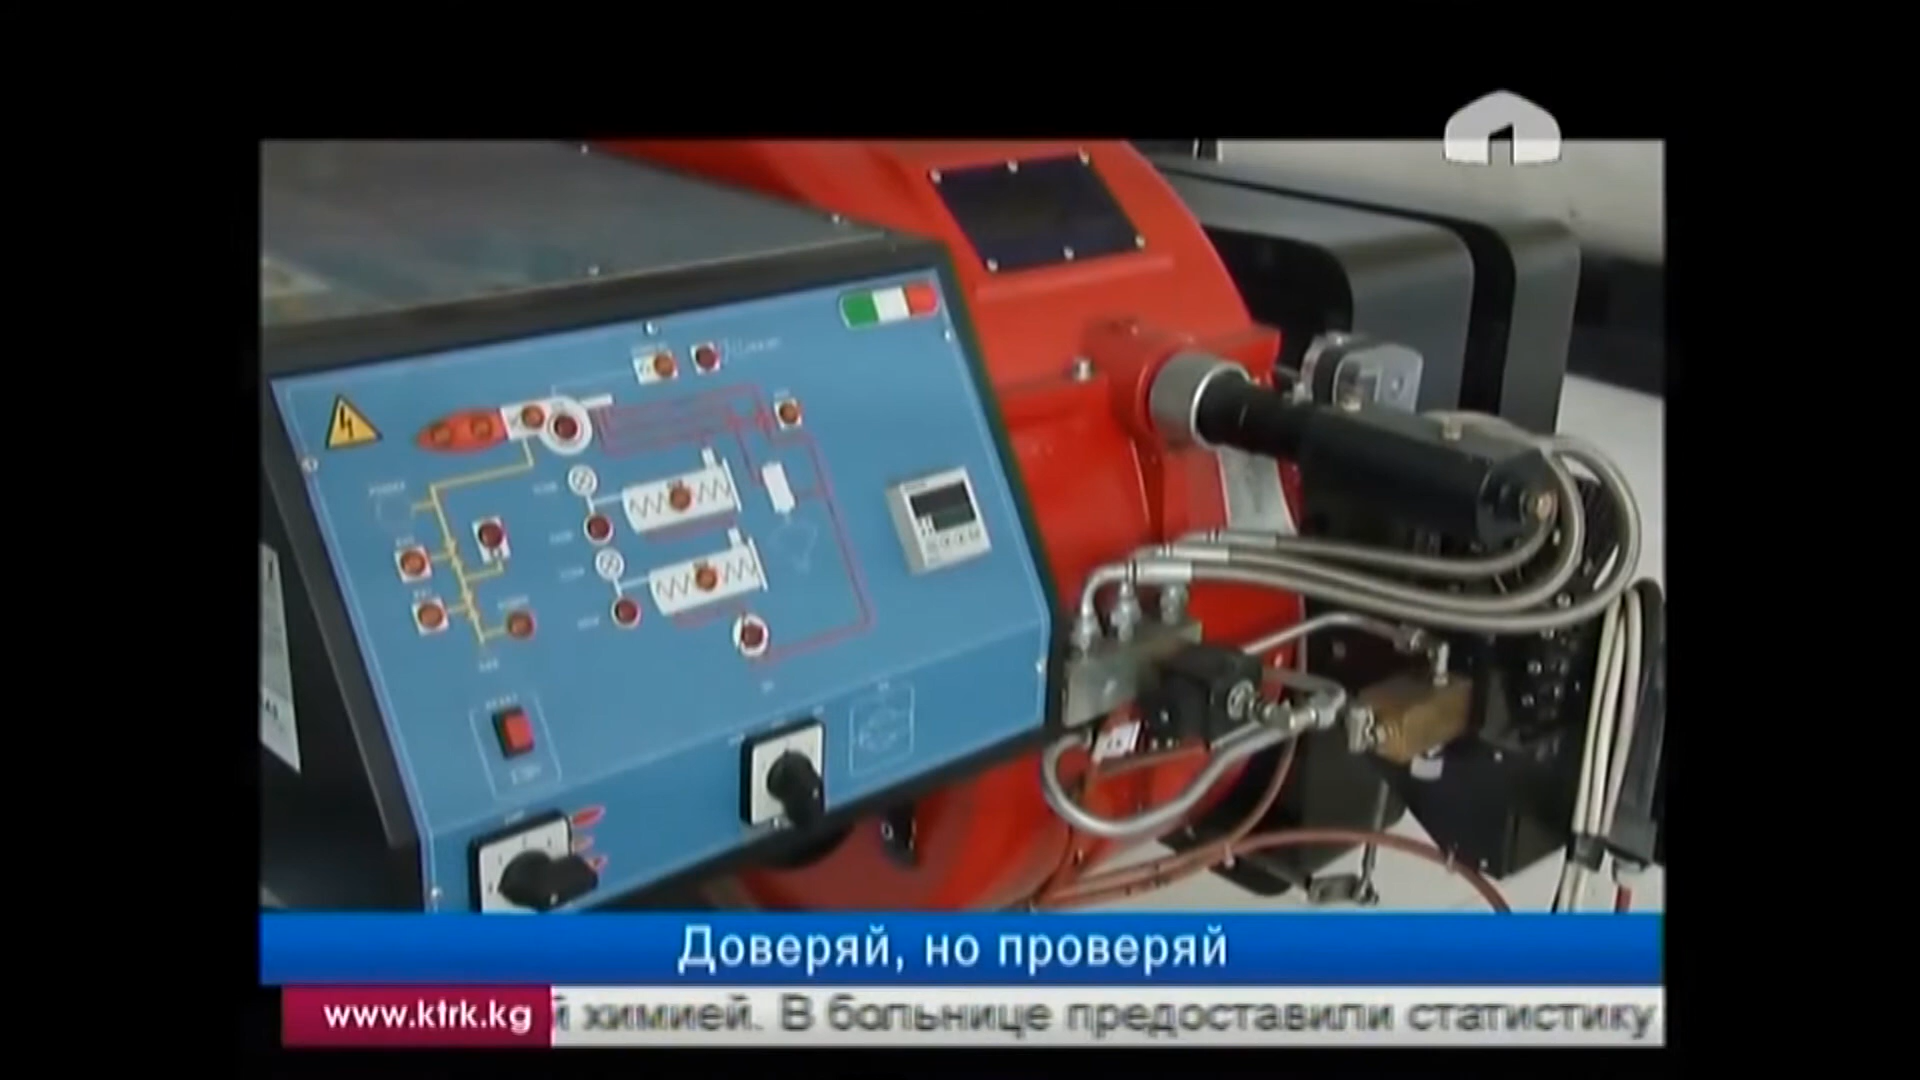 Доверяй, но проверяй
www.ktrk.kg
й химией. В больнице предоставили статистику